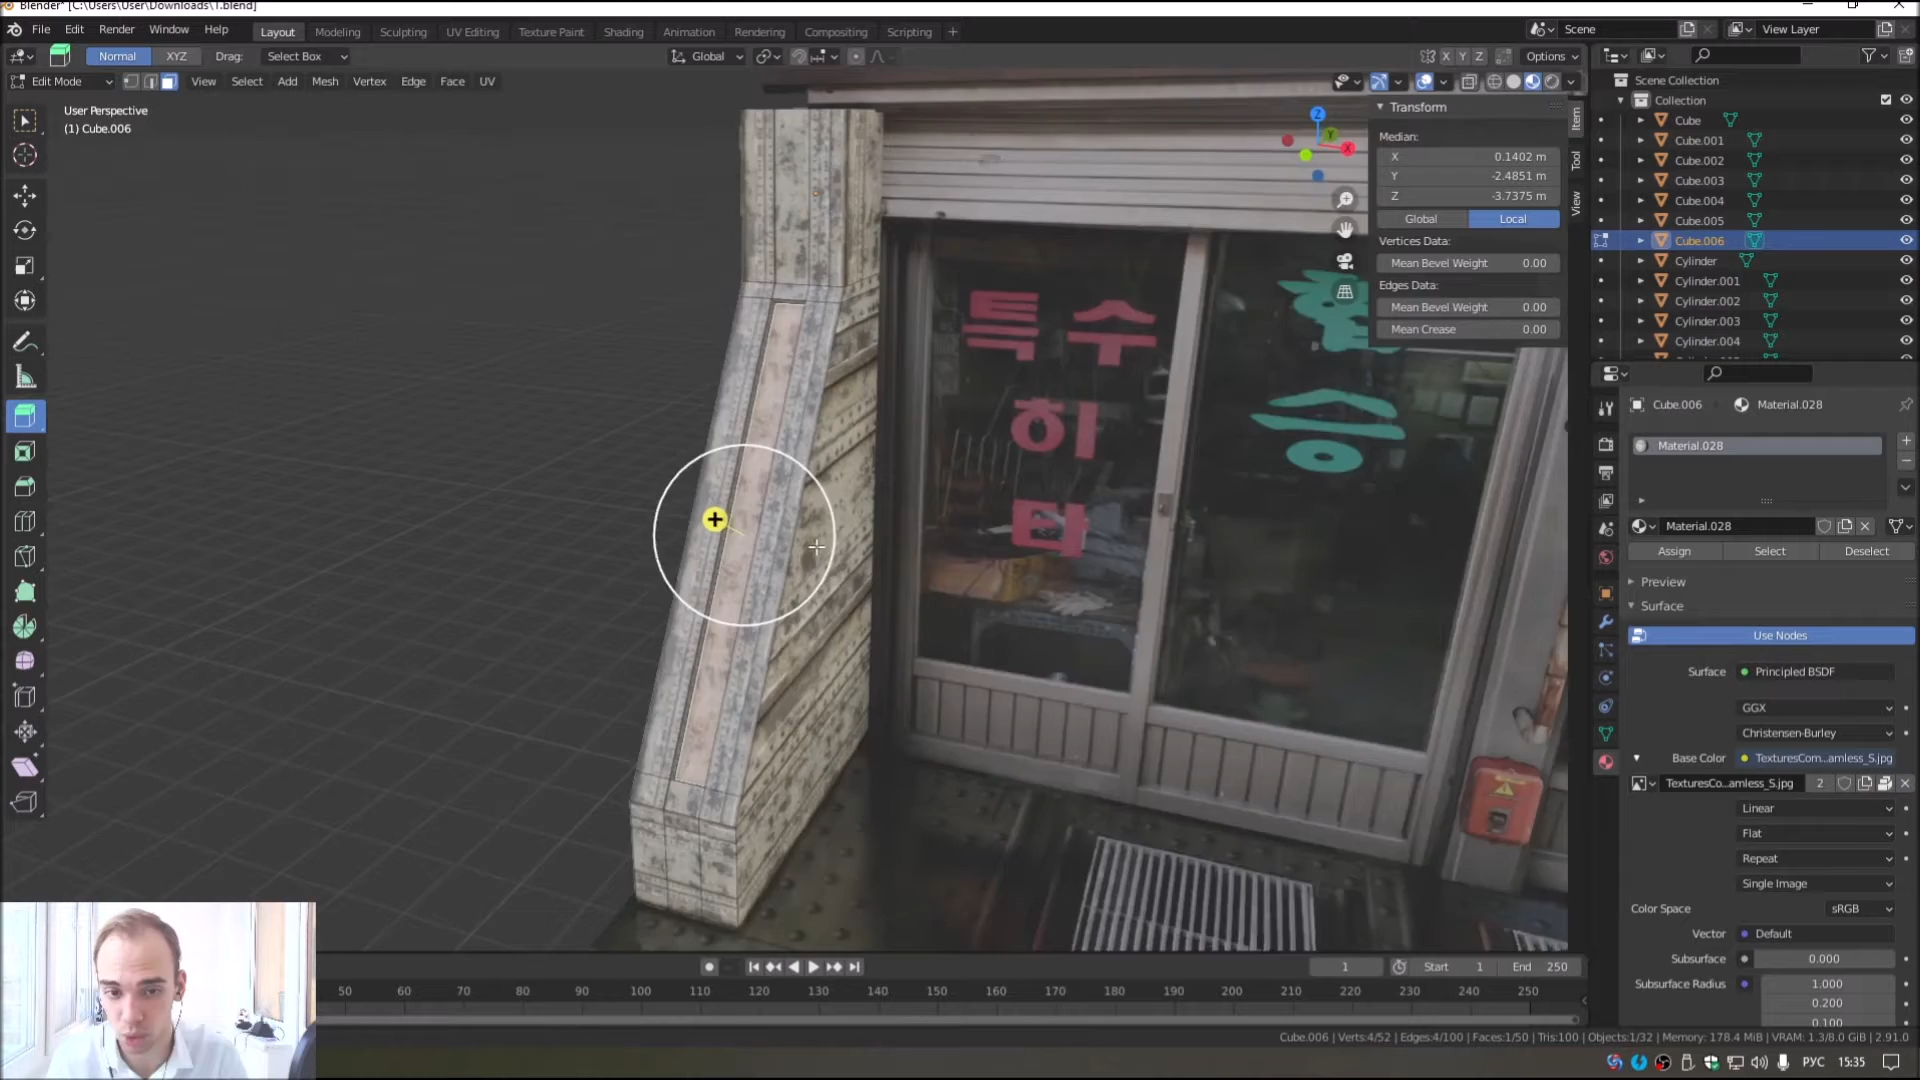 Blender* [C:\Users\User\Downloads\1.blend]
File Edit Render Window Help
Layout Modeling Sculpting UV Editing Texture Paint Shading Animation Rendering Compositing Scripting +
Scene
View Layer
Normal XYZ Drag: Select Box
Global
X Y Z
Options
Edit Mode
View Select Add Mesh Vertex Edge Face UV
User Perspective
(1) Cube.006
Z
Y
X
Transform
Median:
X 0.1402 m
Y -2.4851 m
Z -3.7375 m
Global Local
Vertices Data:
Mean Bevel Weight 0.00
Edges Data:
Mean Bevel Weight 0.00
Mean Crease 0.00
Item
Tool
View
특수
히
타
승
Scene Collection
Collection
Cube
Cube.001
Cube.002
Cube.003
Cube.004
Cube.005
Cube.006
Cylinder
Cylinder.001
Cylinder.002
Cylinder.003
Cylinder.004
Cube.006 Material.028
Material.028
Material.028
Assign Select Deselect
Preview
Surface
Use Nodes
Surface Principled BSDF
GGX
Christensen-Burley
Base Color TexturesCom...amless_S.jpg
TexturesCo...amless_S.jpg 2
Linear
Flat
Repeat
Single Image
Color Space sRGB
Vector Default
Subsurface 0.000
Subsurface Radius 1.000
0.200
0.100
1 Start 1 End 250
50 60 70 80 90 100 110 120 130 140 150 160 170 180 190 200 210 220 230 240 250
Cube.006 | Verts:4/52 | Edges:4/100 | Faces:1/50 | Tris:100 | Objects:1/32 | Memory: 178.4 MiB | VRAM: 1.3/8.0 GiB | 2.91.0
РУС 15:35